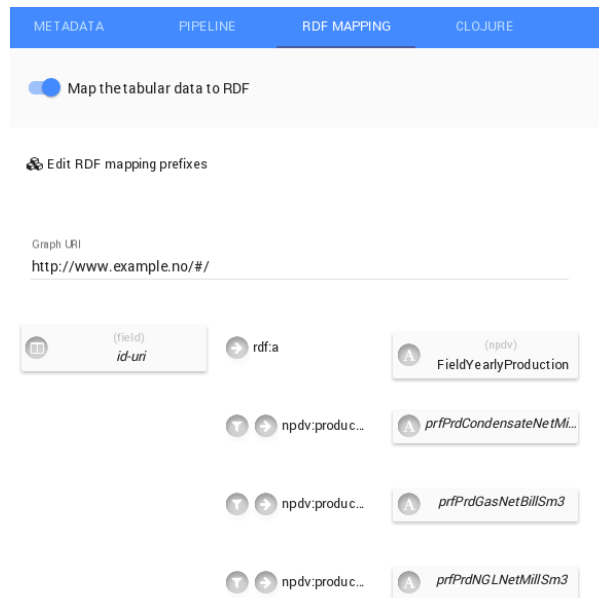 METADATA PIPELINE RDF MAPPING CLOJURE
Map the tabular data to RDF
Edit RDF mapping prefixes
Graph URI
http://www.example.no/#/
(field)
id-uri
rdf:a
(npdv)
FieldYearlyProduction
npdv:produc...
A
prfPrdCondensateNetMi...
npdv:produc...
A
prfPrdGasNetBillSm3
npdv:produc...
A
prfPrdNGLNetMillSm3